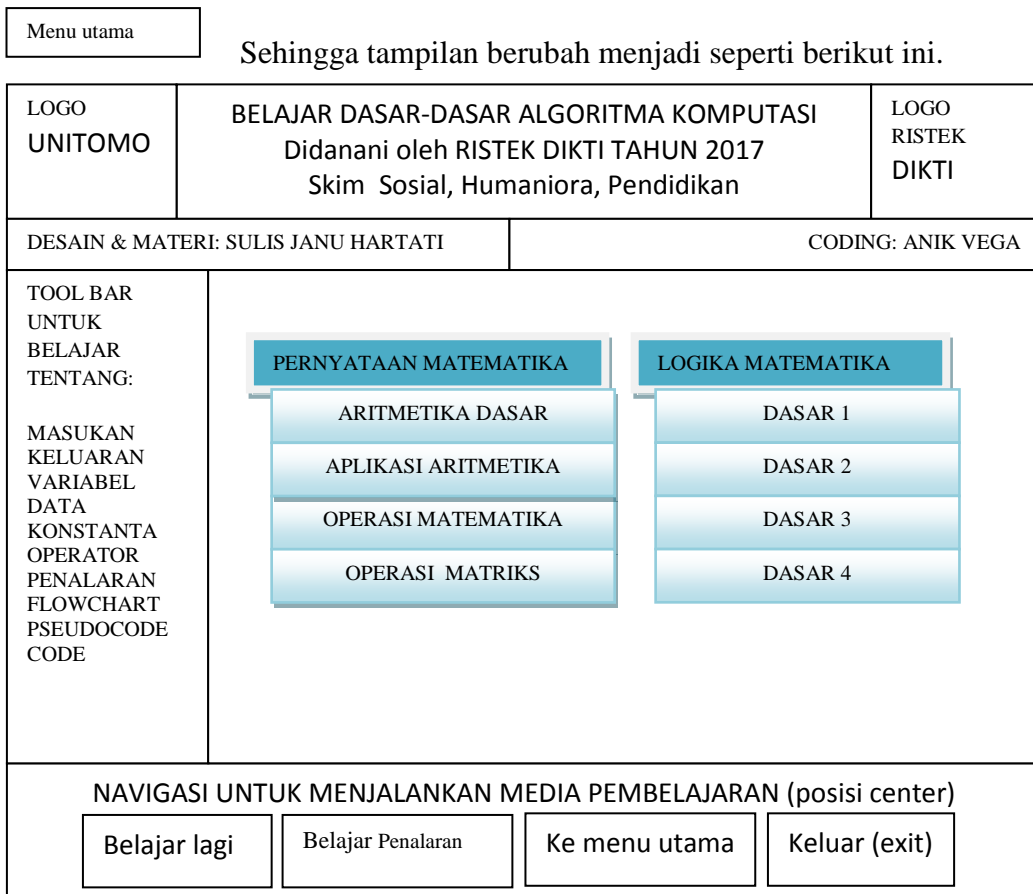 Menu utama
Sehingga tampilan berubah menjadi seperti berikut ini.
LOGO
UNITOMO
BELAJAR DASAR-DASAR ALGORITMA KOMPUTASI
Didanani oleh RISTEK DIKTI TAHUN 2017
Skim Sosial, Humaniora, Pendidikan
LOGO
RISTEK
DIKTI
DESAIN & MATERI: SULIS JANU HARTATI
CODING: ANIK VEGA
TOOL BAR
UNTUK
BELAJAR
TENTANG:
MASUKAN
KELUARAN
VARIABEL
DATA
KONSTANTA
OPERATOR
PENALARAN
FLOWCHART
PSEUDOCODE
CODE
PERNYATAAN MATEMATIKA
ARITMETIKA DASAR
APLIKASI ARITMETIKA
OPERASI MATEMATIKA
OPERASI MATRIKS
LOGIKA MATEMATIKA
DASAR 1
DASAR 2
DASAR 3
DASAR 4
NAVIGASI UNTUK MENJALANKAN MEDIA PEMBELAJARAN (posisi center)
Belajar lagi
Belajar Penalaran
Ke menu utama
Keluar (exit)